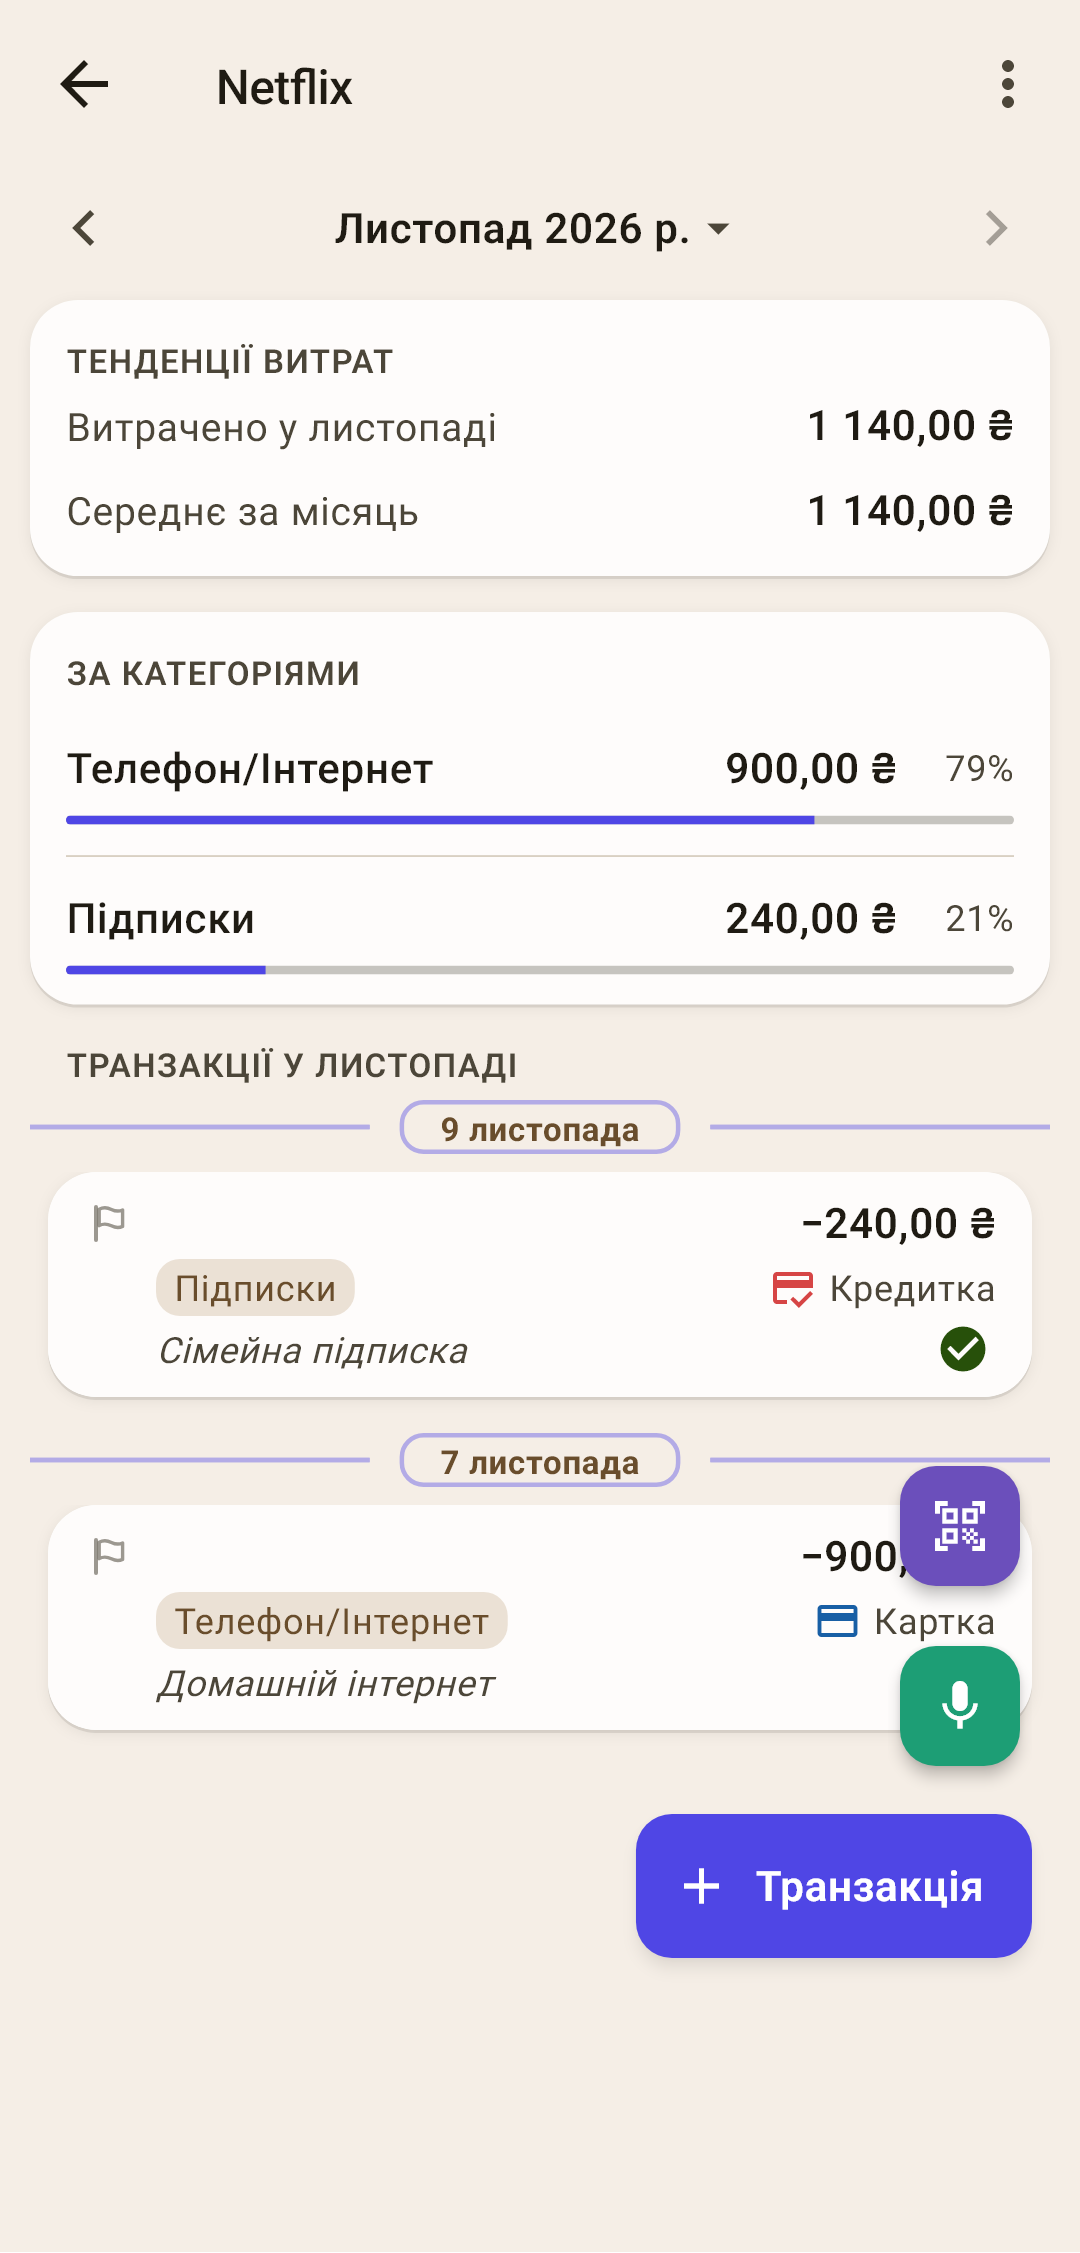 Netflix
Листопад 2026 р.
ТЕНДЕНЦІЇ ВИТРАТ
Витрачено у листопаді 1 140,00 ₴
Середнє за місяць 1 140,00 ₴
ЗА КАТЕГОРІЯМИ
Телефон/Інтернет 900,00 ₴ 79%
Підписки 240,00 ₴ 21%
ТРАНЗАКЦІЇ У ЛИСТОПАДІ
9 листопада
−240,00 ₴
Підписки Кредитка
Сімейна підписка
7 листопада
−900,
Телефон/Інтернет Картка
Домашній інтернет
Транзакція